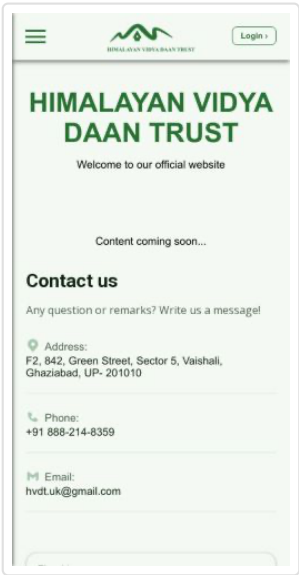 HIMALAYAN VIDYA DAAN TRUST
Login ›
HIMALAYAN VIDYA
DAAN TRUST
Welcome to our official website
Content coming soon...
Contact us
Any question or remarks? Write us a message!
Address:
F2, 842, Green Street, Sector 5, Vaishali,
Ghaziabad, UP- 201010
Phone:
+91 888-214-8359
Email:
hvdt.uk@gmail.com